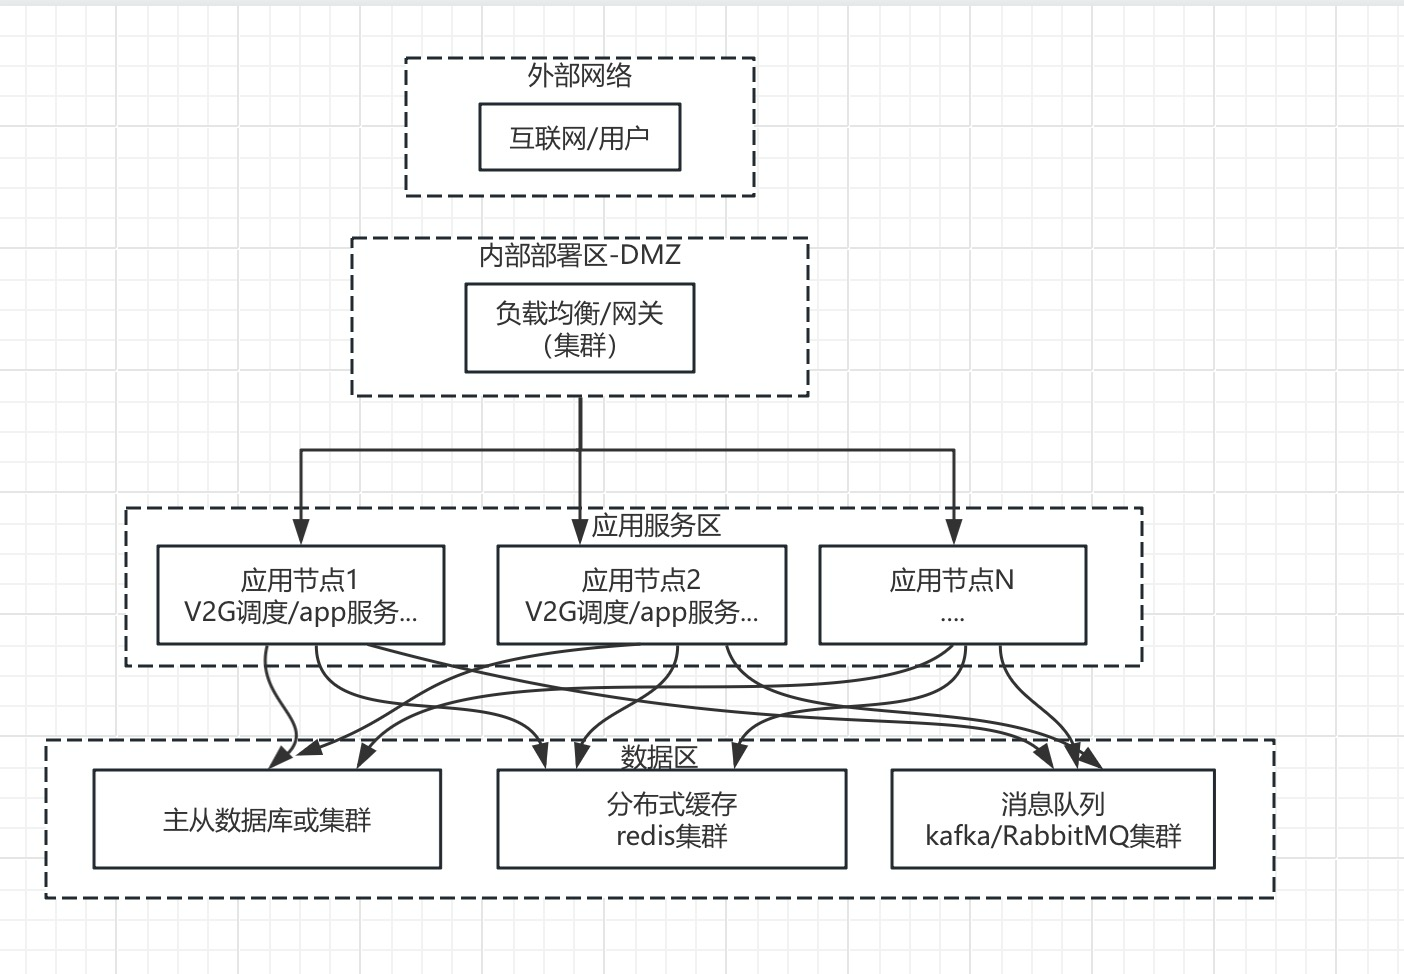 外部网络
互联网/用户
内部部署区-DMZ
负载均衡/网关
（集群）
应用服务区
应用节点1
V2G调度/app服务...
应用节点2
V2G调度/app服务...
应用节点N
....
数据区
主从数据库或集群
分布式缓存
redis集群
消息队列
kafka/RabbitMQ集群